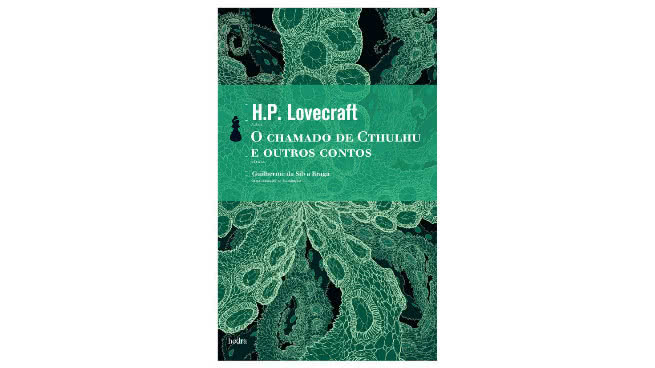 H.P. Lovecraft
O CHAMADO DE CTHULHU
E OUTROS CONTOS
Guilherme da Silva Braga
hedra